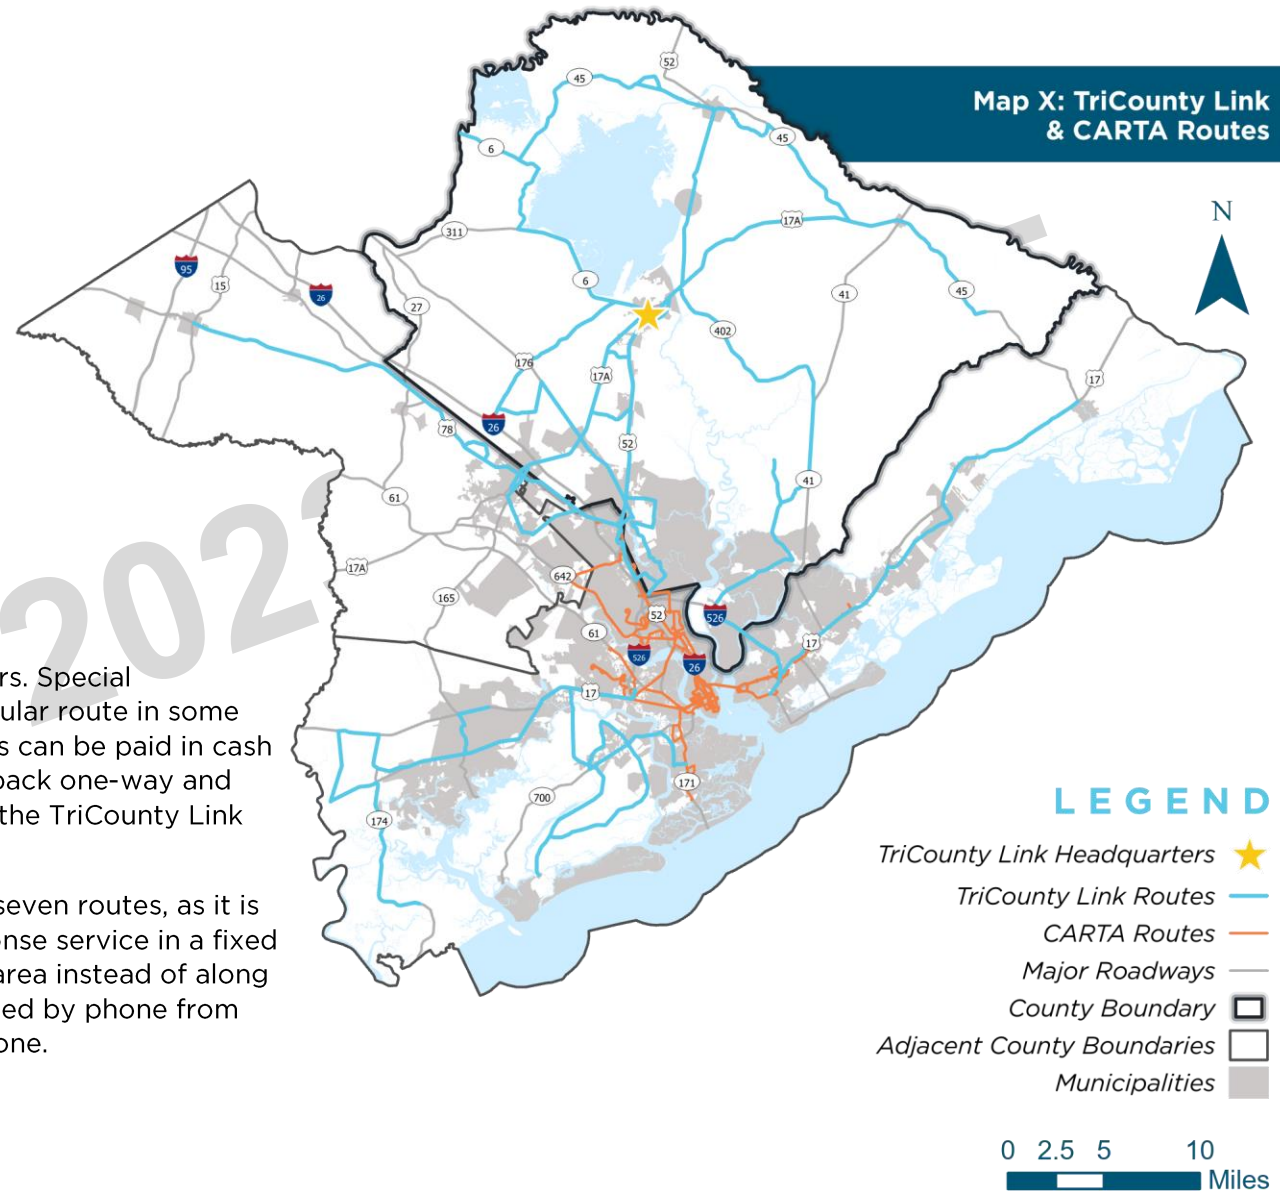 Map X: TriCounty Link
& CARTA Routes
N
52
45
45
6
17A
311
95
15
26
27
6
41
45
402
176
17A
17
26
78
52
61
41
17A
642
165
52
526
61
17
526
26
17
171
700
174
202
rs. Special
ular route in some
s can be paid in cash
back one-way and
the TriCounty Link
seven routes, as it is
onse service in a fixed
area instead of along
ed by phone from
one.
LEGEND
TriCounty Link Headquarters
TriCounty Link Routes
CARTA Routes
Major Roadways
County Boundary
Adjacent County Boundaries
Municipalities
0 2.5 5 10
Miles